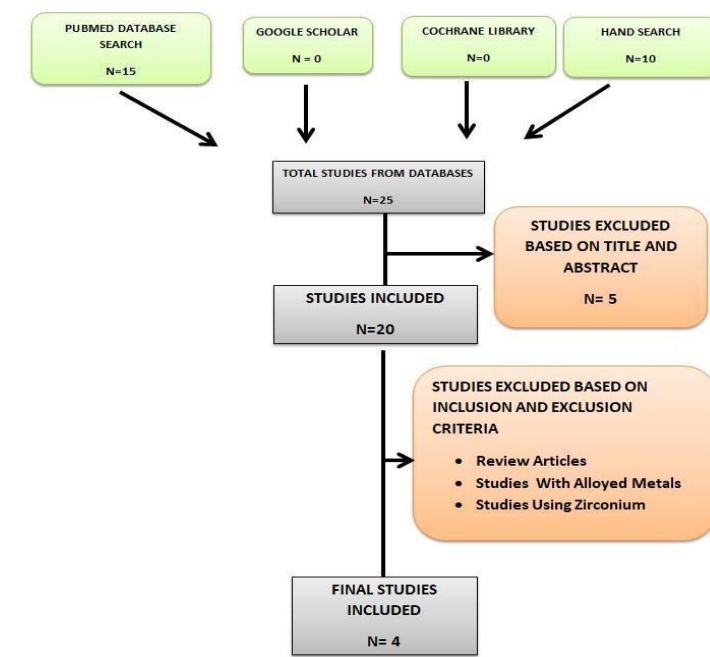 PUBMED DATABASE
SEARCH
N=15
GOOGLE SCHOLAR
N = 0
COCHRANE LIBRARY
N=0
HAND SEARCH
N=10
TOTAL STUDIES FROM DATABASES
N=25
STUDIES EXCLUDED
BASED ON TITLE AND
ABSTRACT
N= 5
STUDIES INCLUDED
N=20
STUDIES EXCLUDED BASED ON
INCLUSION AND EXCLUSION
CRITERIA
• Review Articles
• Studies With Alloyed Metals
• Studies Using Zirconium
FINAL STUDIES
INCLUDED
N= 4